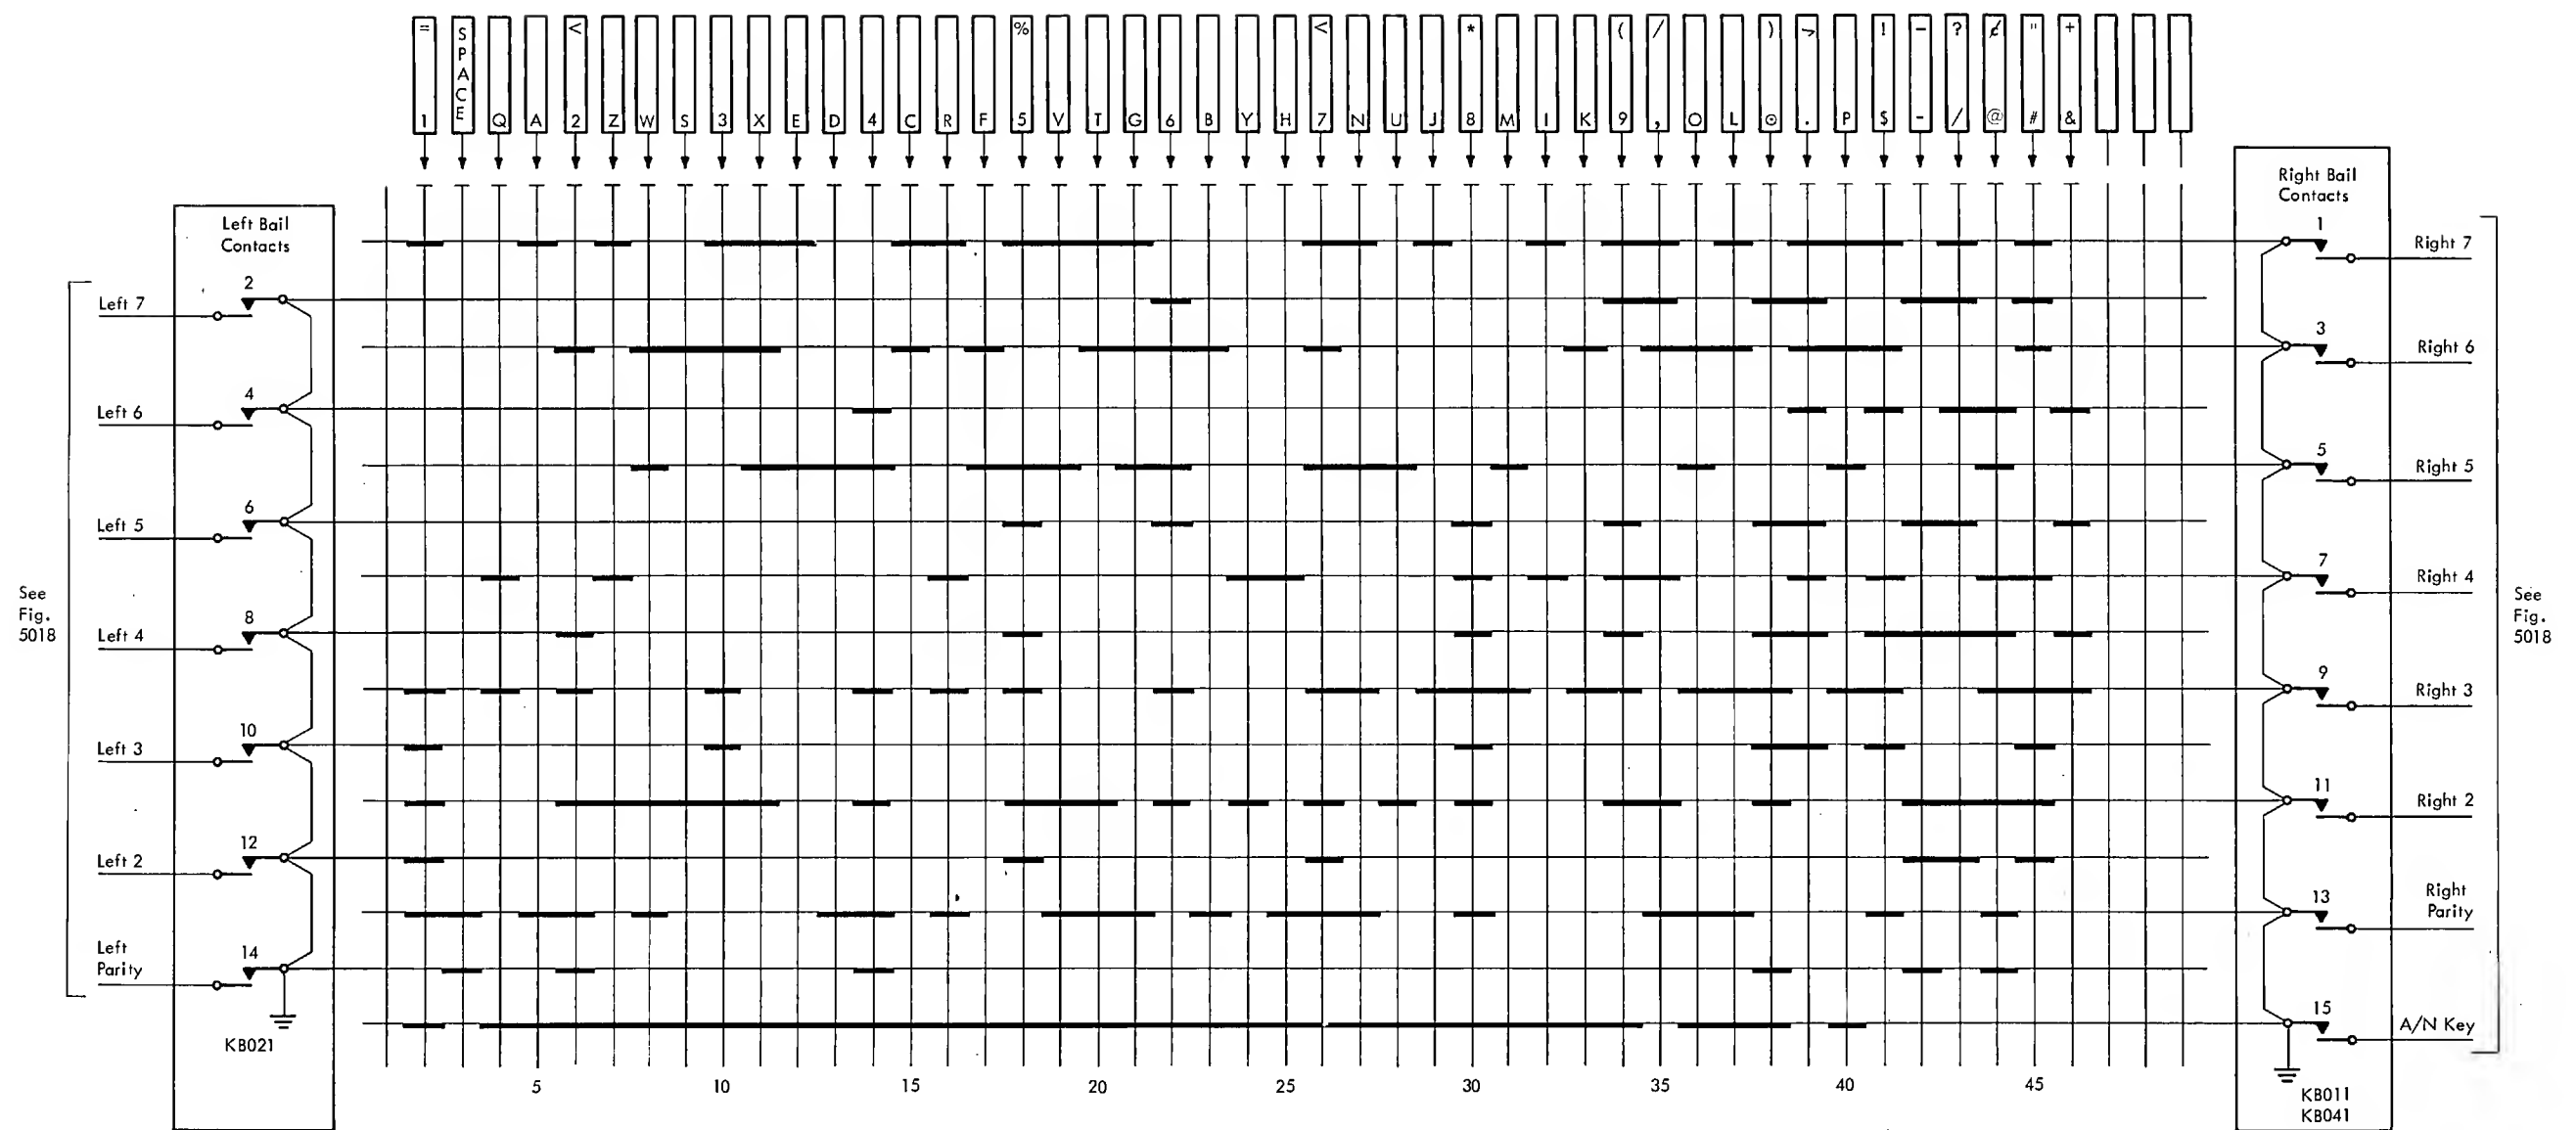 = SPACE < % < * ( / ) ¬ ! _ ? ¢ " +
1 Q A 2 Z W S 3 X E D 4 C R F 5 V T G 6 B Y H 7 N U J 8 M I K 9 , O L ⊙ . P $ - / @ # &
Left Bail
Contacts
2
Left 7
4
Left 6
6
Left 5
See
Fig.
5018
8
Left 4
10
Left 3
12
Left 2
Left
Parity
14
KB021
5 10 15 20 25 30 35 40 45
Right Bail
Contacts
1
Right 7
3
Right 6
5
Right 5
7
Right 4
See
Fig.
5018
9
Right 3
11
Right 2
13
Right
Parity
15
A/N Key
KB011
KB041